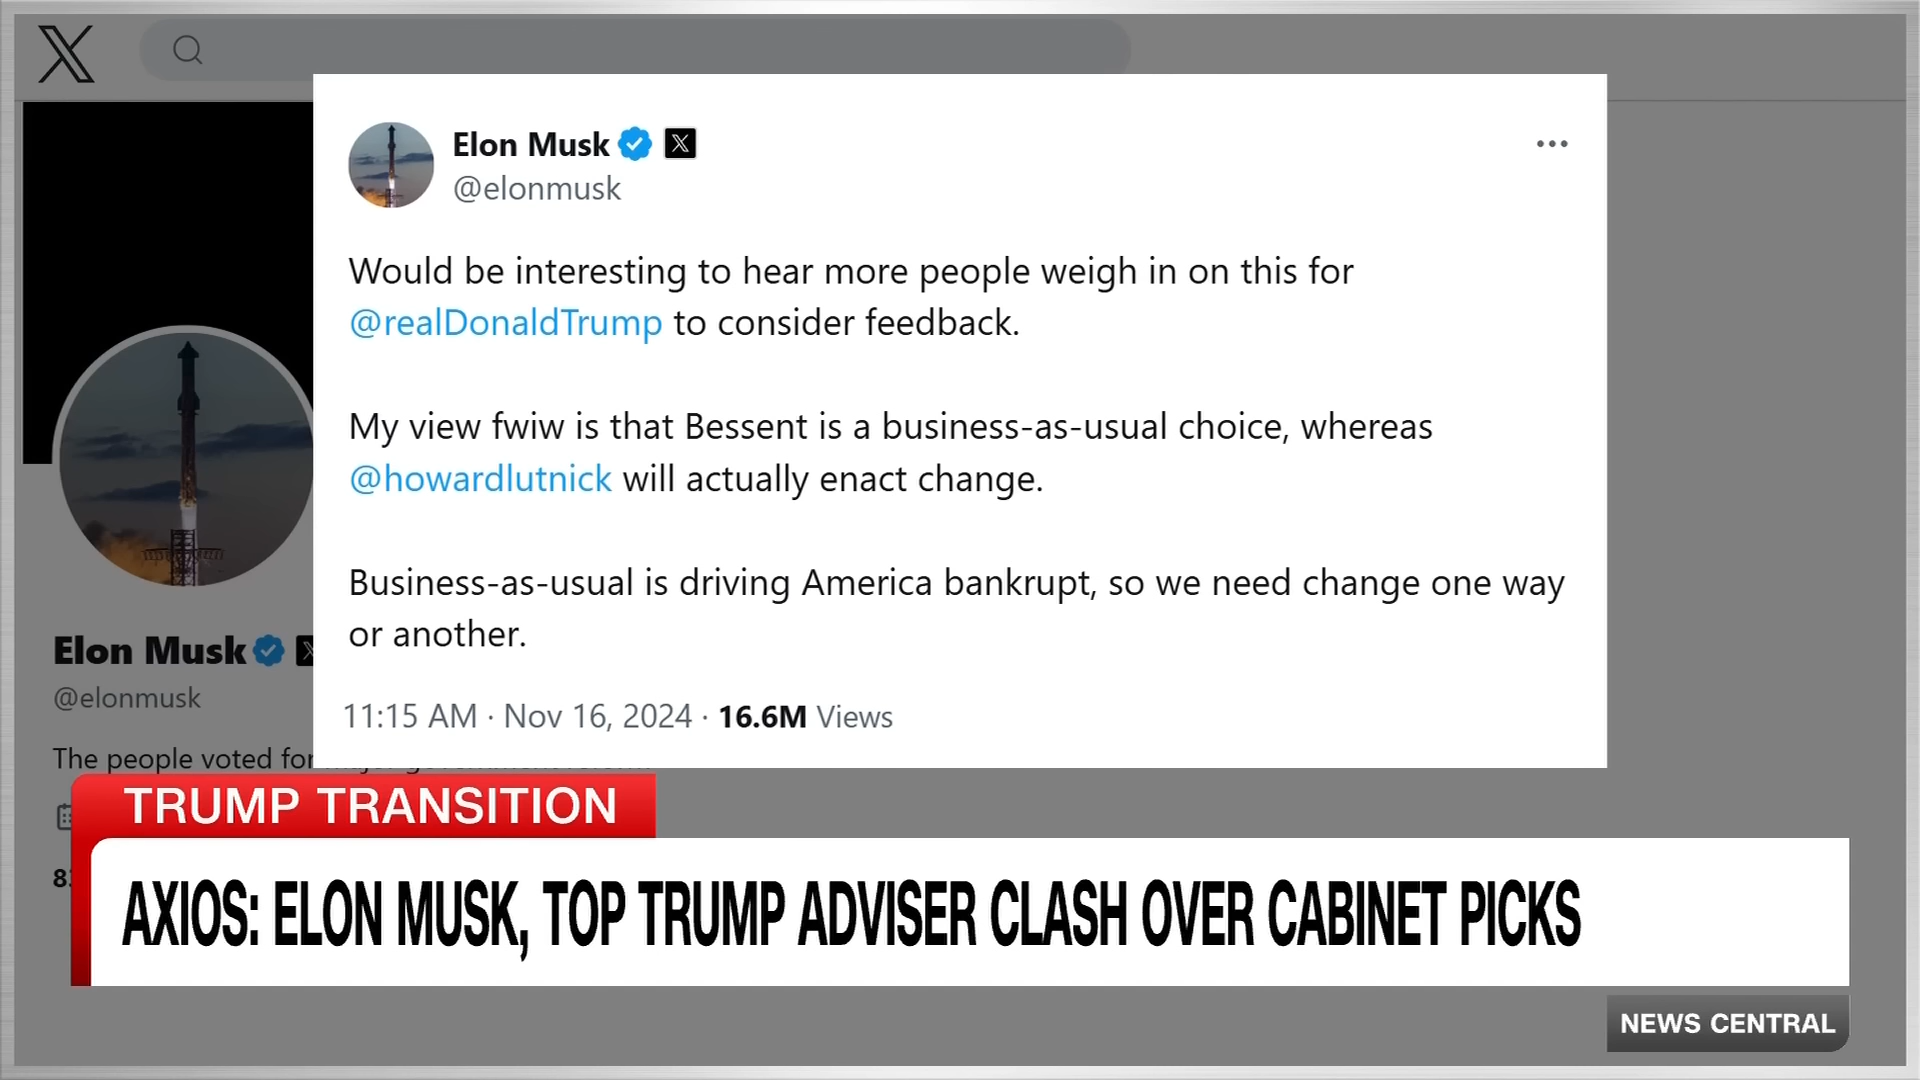 Elon Musk
@elonmusk
Would be interesting to hear more people weigh in on this for
@realDonaldTrump to consider feedback.
My view fwiw is that Bessent is a business-as-usual choice, whereas
@howardlutnick will actually enact change.
Business-as-usual is driving America bankrupt, so we need change one way
or another.
11:15 AM · Nov 16, 2024 · 16.6M Views
Elon Musk
@elonmusk
The people voted for major government reform
TRUMP TRANSITION
AXIOS: ELON MUSK, TOP TRUMP ADVISER CLASH OVER CABINET PICKS
NEWS CENTRAL